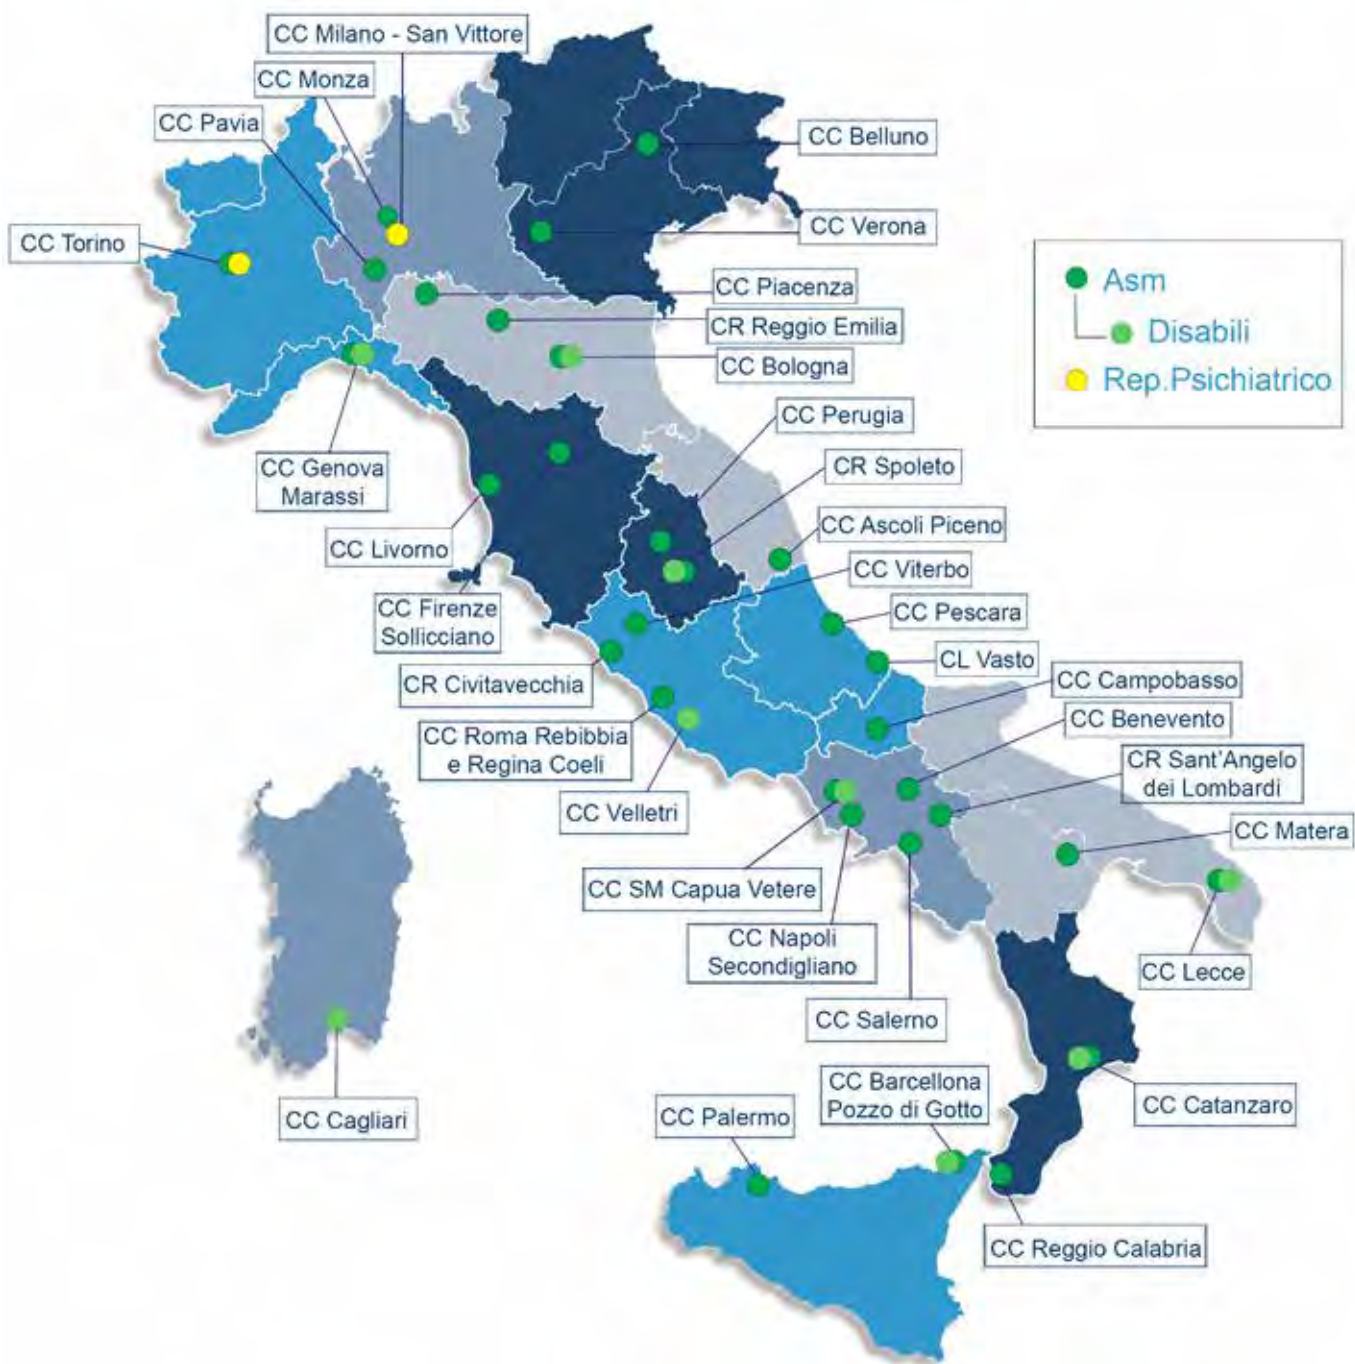 CC Milano - San Vittore
CC Monza
CC Pavia
CC Belluno
CC Verona
CC Torino
CC Piacenza
CR Reggio Emilia
CC Bologna
Asm
Disabili
Rep.Psichiatrico
CC Perugia
CC Genova
Marassi
CR Spoleto
CC Ascoli Piceno
CC Livorno
CC Viterbo
CC Firenze
Sollicciano
CC Pescara
CL Vasto
CR Civitavecchia
CC Campobasso
CC Benevento
CC Roma Rebibbia
e Regina Coeli
CR Sant'Angelo
dei Lombardi
CC Velletri
CC Matera
CC SM Capua Vetere
CC Napoli
Secondigliano
CC Lecce
CC Salerno
CC Cagliari
CC Barcellona
Pozzo di Gotto
CC Palermo
CC Catanzaro
CC Reggio Calabria